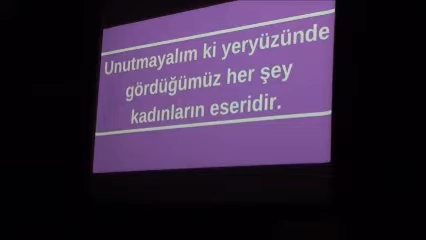 Unutmayalım ki yeryüzünde
gördüğümüz her şey
kadınların eseridir.